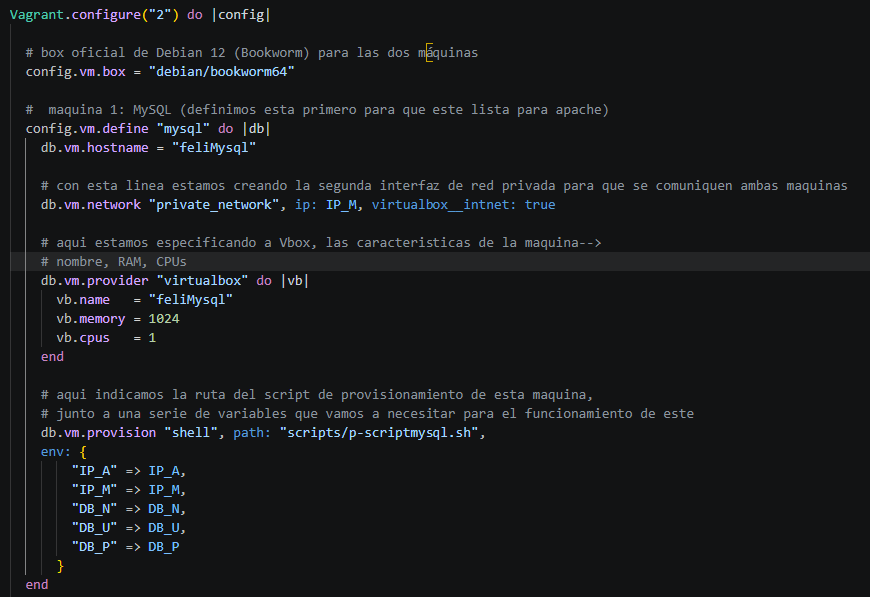 Vagrant.configure("2") do |config|
# box oficial de Debian 12 (Bookworm) para las dos máquinas
config.vm.box = "debian/bookworm64"
#  maquina 1: MySQL (definimos esta primero para que este lista para apache)
config.vm.define "mysql" do |db|
db.vm.hostname = "feliMysql"
# con esta linea estamos creando la segunda interfaz de red privada para que se comuniquen ambas maquinas
db.vm.network "private_network", ip: IP_M, virtualbox__intnet: true
# aqui estamos especificando a Vbox, las caracteristicas de la maquina-->
# nombre, RAM, CPUs
db.vm.provider "virtualbox" do |vb|
vb.name   = "feliMysql"
vb.memory = 1024
vb.cpus   = 1
end
# aqui indicamos la ruta del script de provisionamiento de esta maquina,
# junto a una serie de variables que vamos a necesitar para el funcionamiento de este
db.vm.provision "shell", path: "scripts/p-scriptmysql.sh",
env: {
"IP_A" => IP_A,
"IP_M" => IP_M,
"DB_N" => DB_N,
"DB_U" => DB_U,
"DB_P" => DB_P
}
end